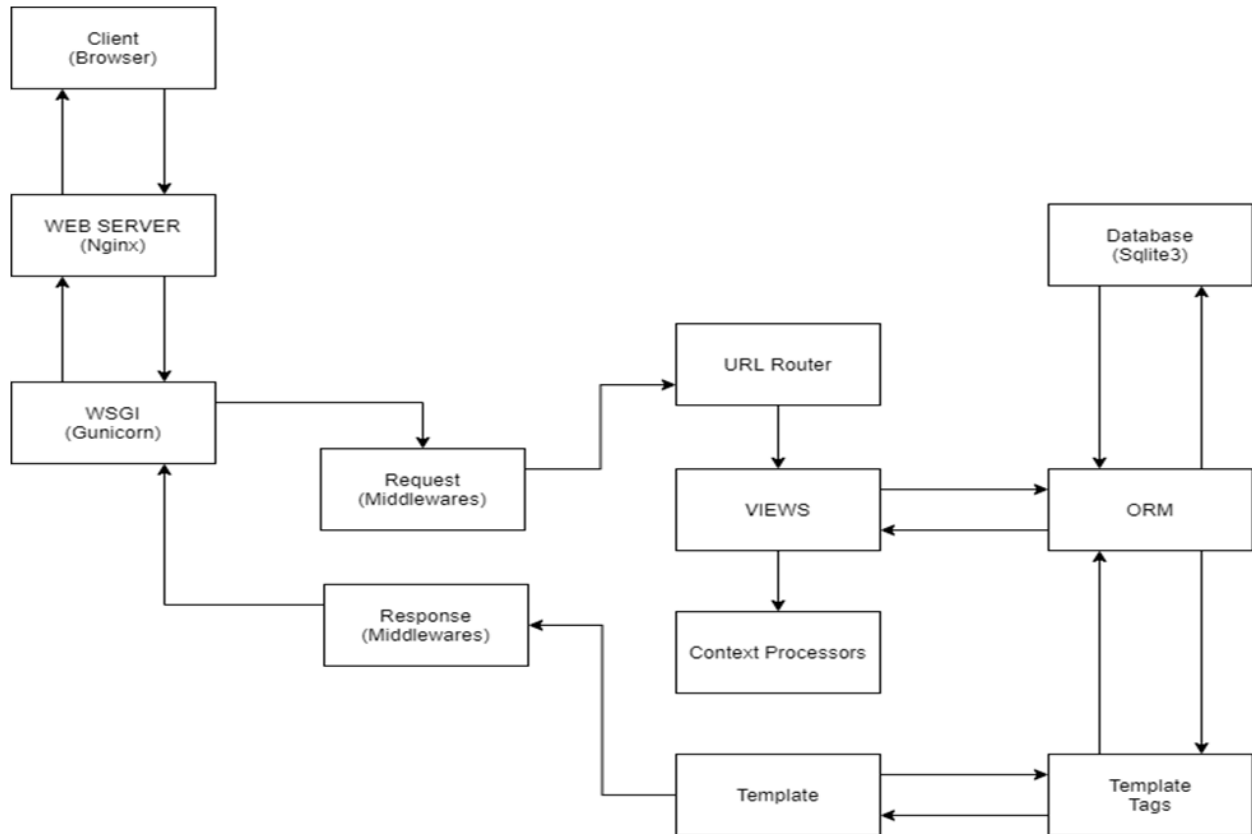 Client
(Browser)
WEB SERVER
(Nginx)
Database
(Sqlite3)
URL Router
WSGI
(Gunicorn)
Request
(Middlewares)
VIEWS
ORM
Response
(Middlewares)
Context Processors
Template
Template
Tags